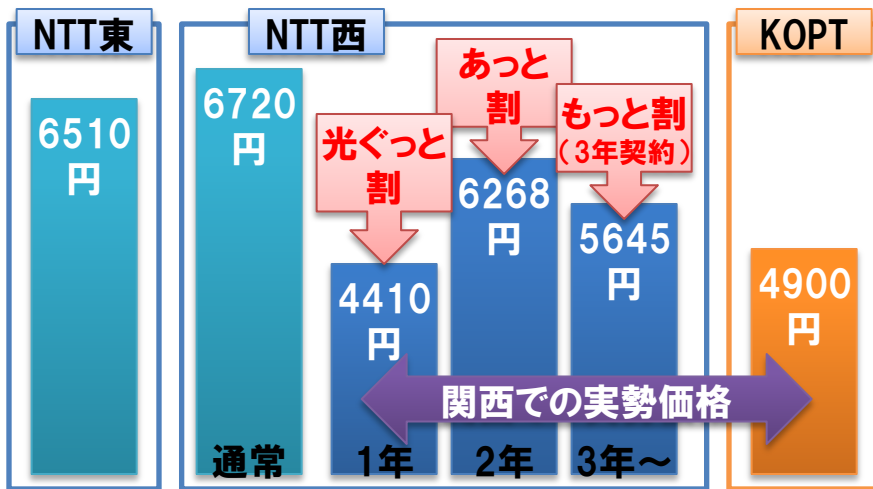 NTT東
6510
円
NTT西
6720
円
通常
光ぐっと
割
4410
円
1年
あっと
割
6268
円
2年
もっと割
（3年契約）
5645
円
3年～
KOPT
4900
円
関西での実勢価格